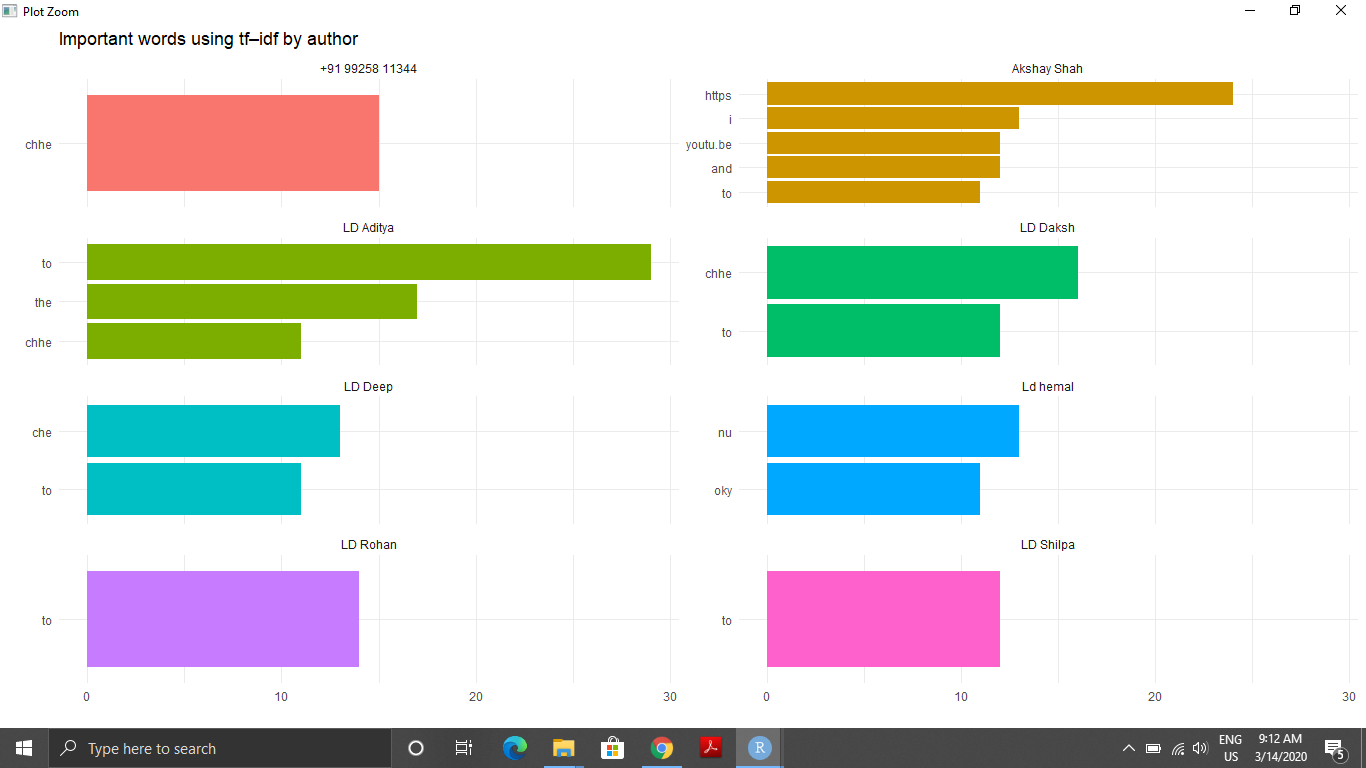 Plot Zoom
Important words using tf–idf by author
+91 99258 11344
chhe
Akshay Shah
https
i
youtu.be
and
to
LD Aditya
to
the
chhe
LD Daksh
chhe
to
LD Deep
che
to
Ld hemal
nu
oky
LD Rohan
to
LD Shilpa
to
0 10 20 30
0 10 20 30
Type here to search
R
ENG
US
9:12 AM
3/14/2020
5